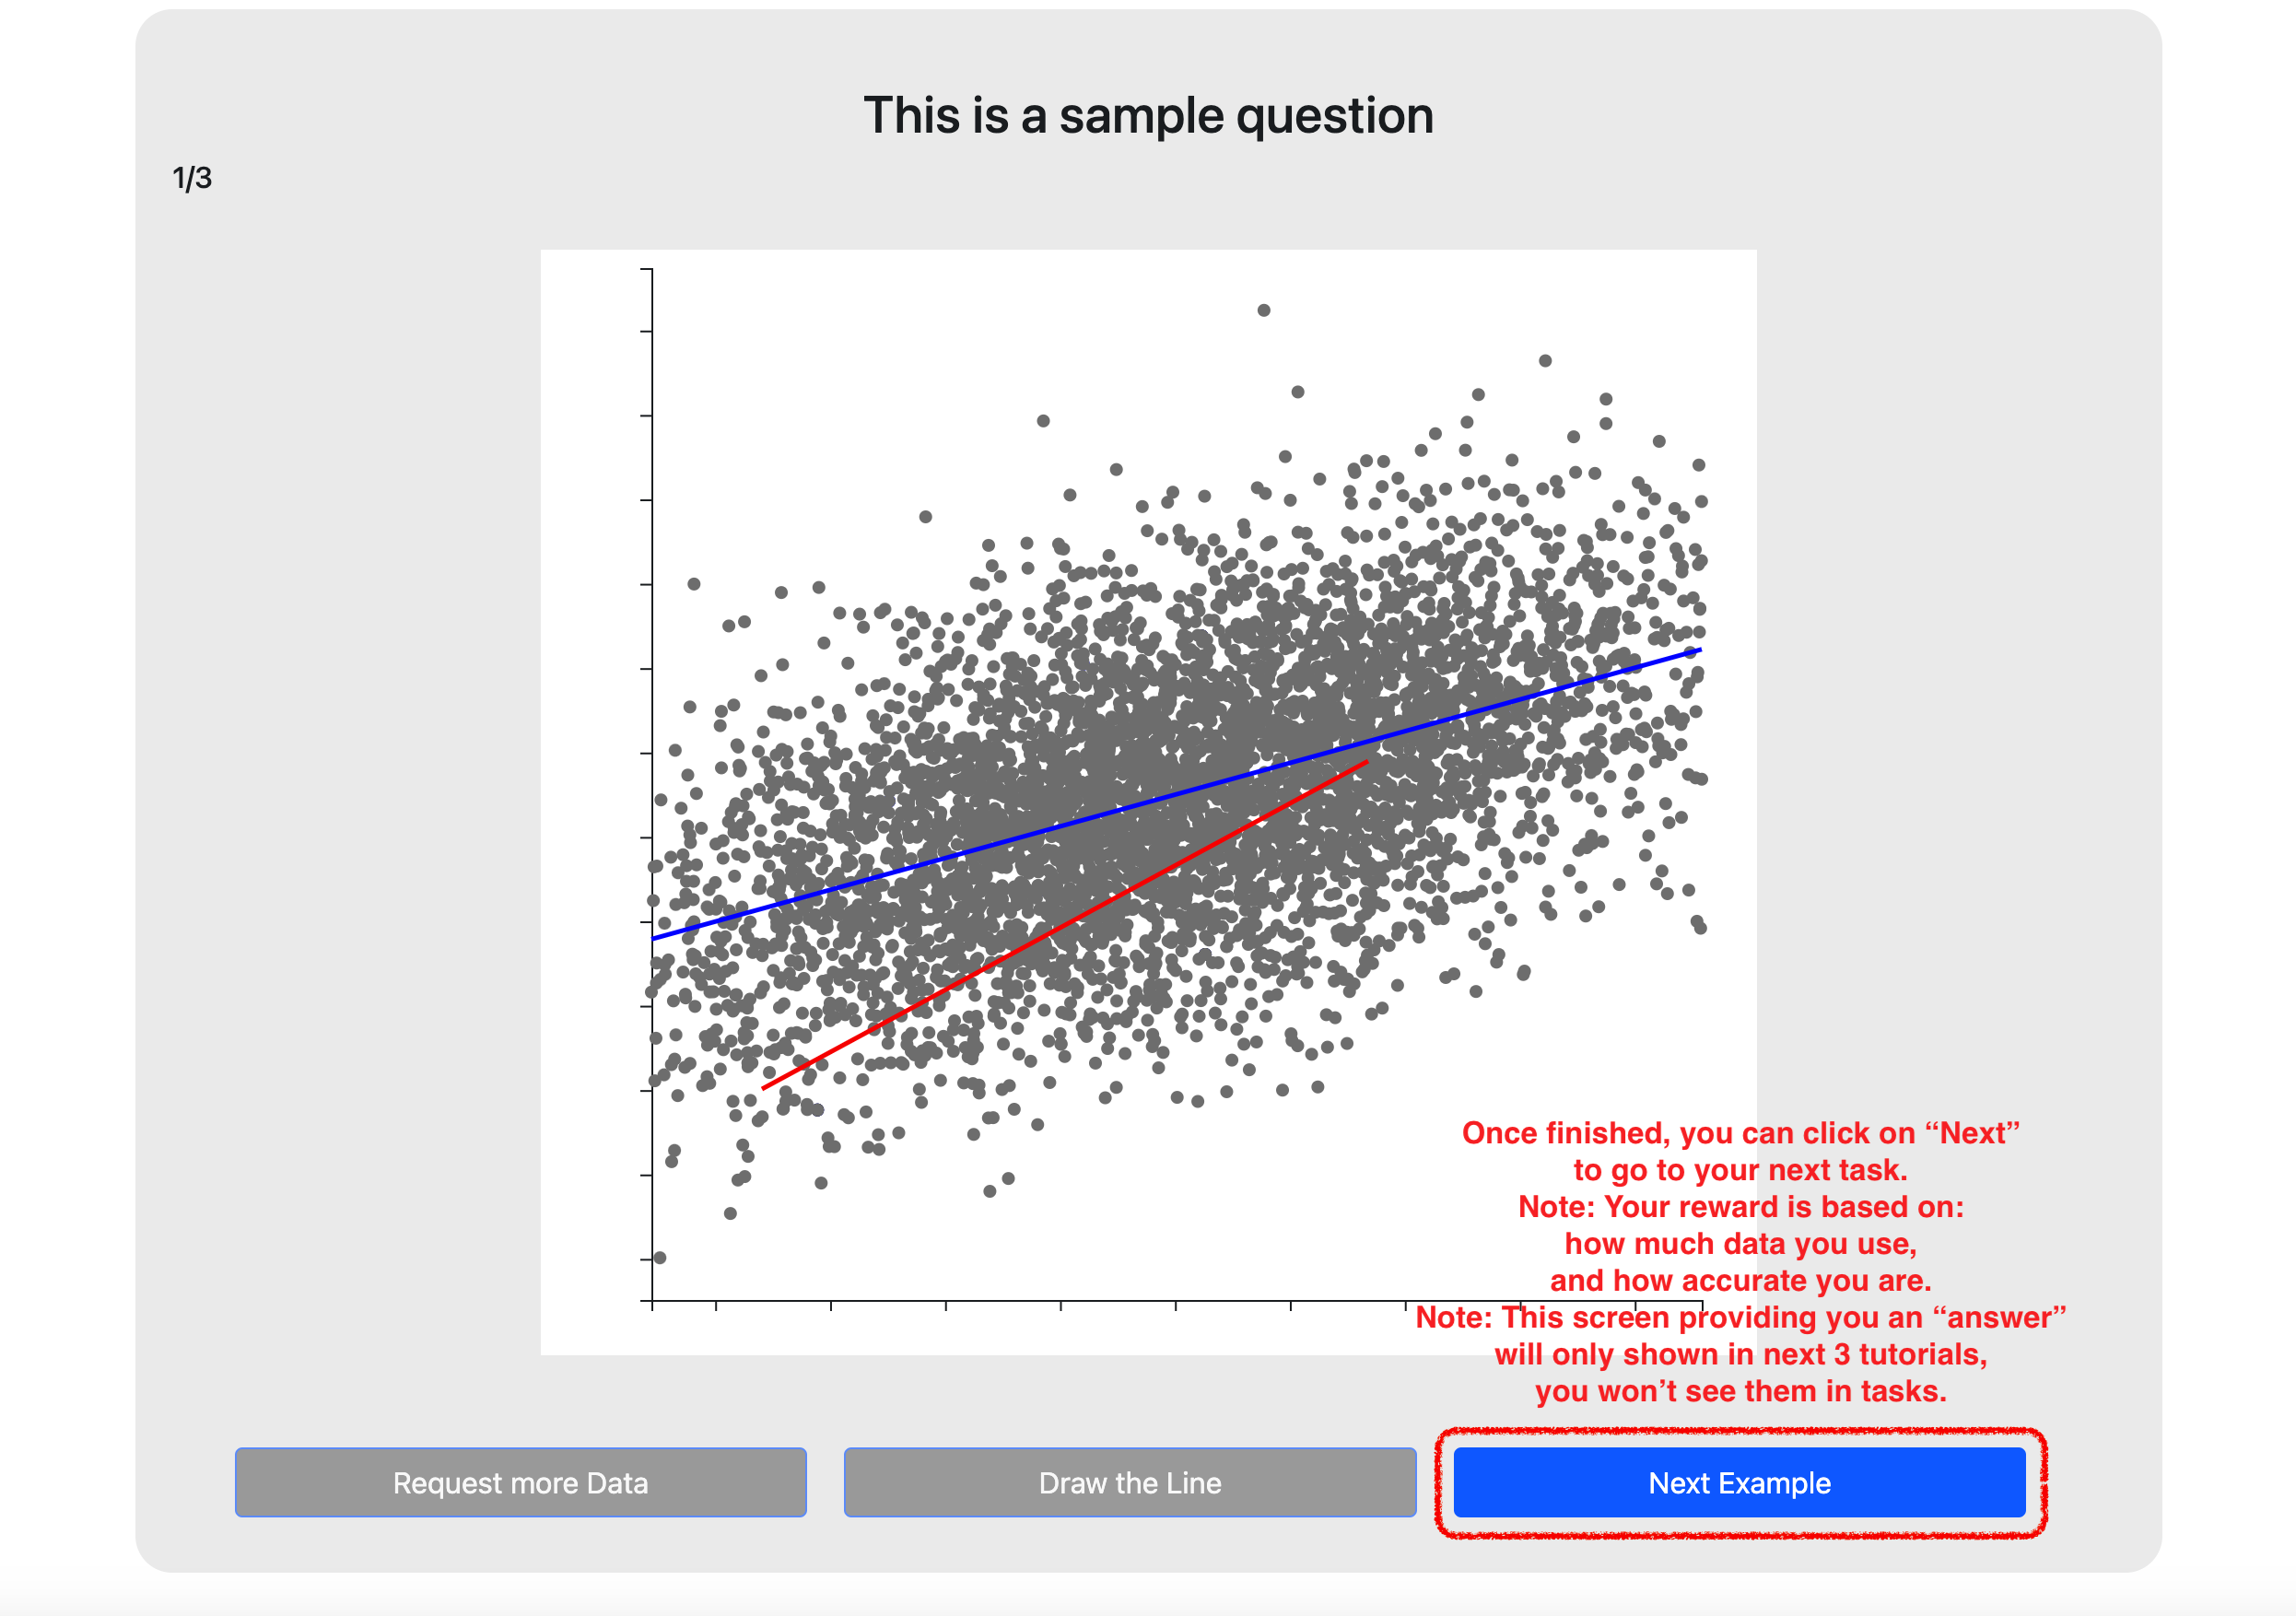 This is a sample question
1/3
Once finished, you can click on “Next”
to go to your next task.
Note: Your reward is based on:
how much data you use,
and how accurate you are.
Note: This screen providing you an “answer”
will only shown in next 3 tutorials,
you won’t see them in tasks.
Request more Data
Draw the Line
Next Example